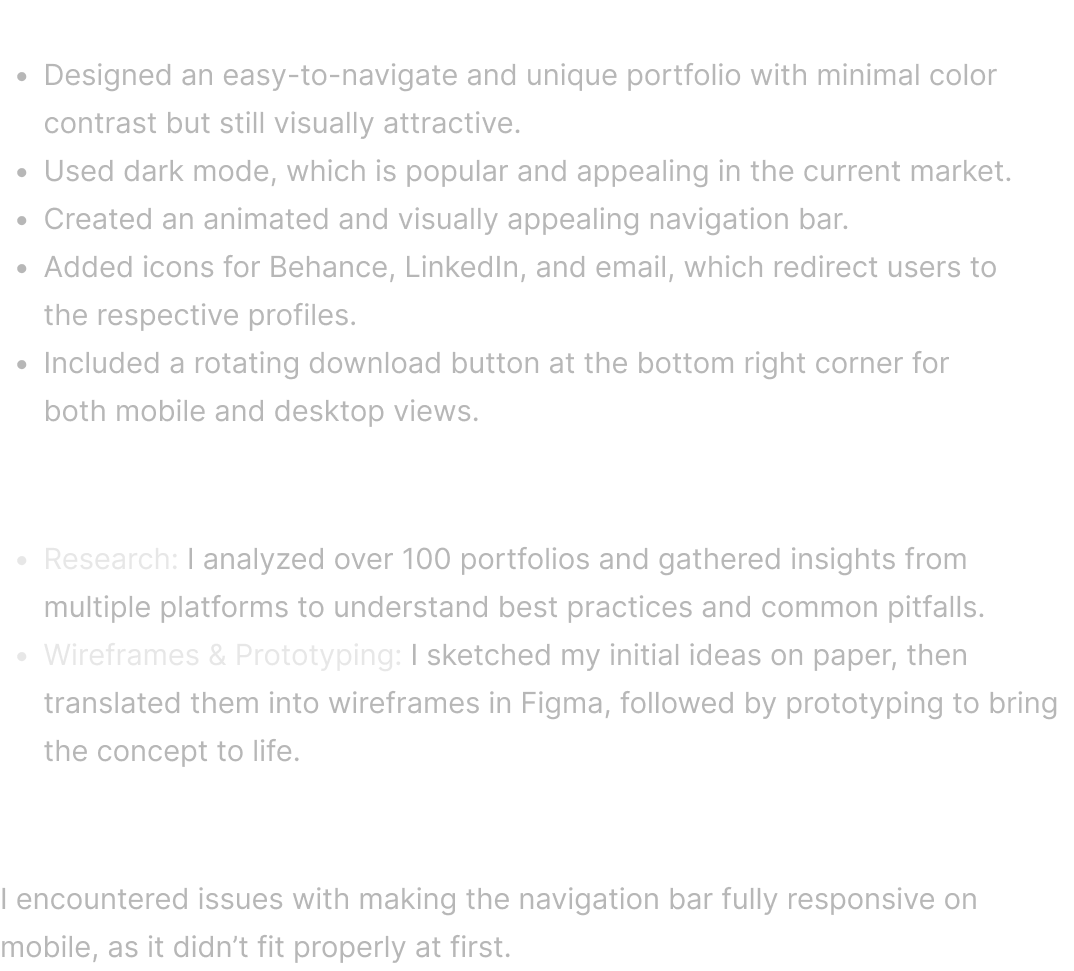 • Designed an easy-to-navigate and unique portfolio with minimal color
contrast but still visually attractive.
• Used dark mode, which is popular and appealing in the current market.
• Created an animated and visually appealing navigation bar.
• Added icons for Behance, LinkedIn, and email, which redirect users to
the respective profiles.
• Included a rotating download button at the bottom right corner for
both mobile and desktop views.
• Research: I analyzed over 100 portfolios and gathered insights from
multiple platforms to understand best practices and common pitfalls.
• Wireframes & Prototyping: I sketched my initial ideas on paper, then
translated them into wireframes in Figma, followed by prototyping to bring
the concept to life.
I encountered issues with making the navigation bar fully responsive on
mobile, as it didn’t fit properly at first.